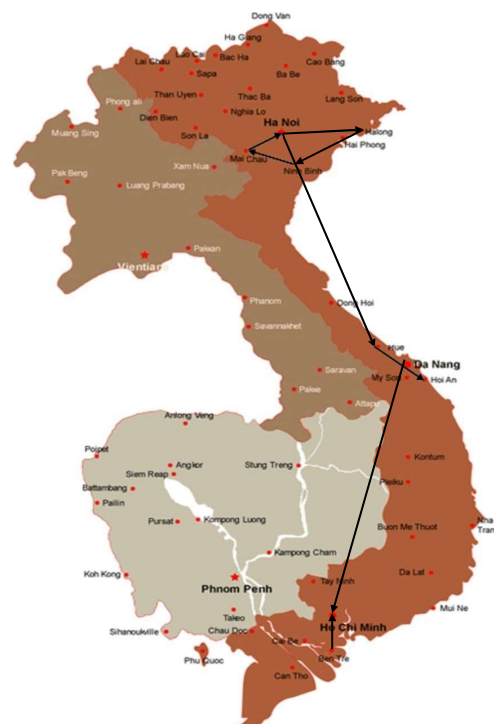 Dong Van
Ha Giang
Lao Cai
Bac Ha
Cao Bang
Lai Chau
Sapa
Ba Be
Than Uyen
Thac Ba
Lang Son
Phong ali
Dien Bien
Nghia Lo
Ha Noi
Halong
Muang Sing
Son La
Hai Phong
Mai Chau
Xam Nua
Ninh Binh
Pak Beng
Luang Prabang
Pakxan
Vientiane
Phanom
Dong Hoi
Savannakhet
Hue
Da Nang
Saravan
My Son
Hoi An
Pakse
Attapu
Anlong Veng
Poipet
Angkor
Stung Treng
Kontum
Siem Reap
Battambang
Pleiku
Pailin
Pursat
Kompong Luong
Nha
Tran
Buon Me Thuot
Kampong Cham
Koh Kong
Phnom Penh
Tay Ninh
Da Lat
Takeo
Mui Ne
Sihanoukville
Chau Doc
Ho Chi Minh
Cai Be
Phu Quoc
Ben Tre
Can Tho